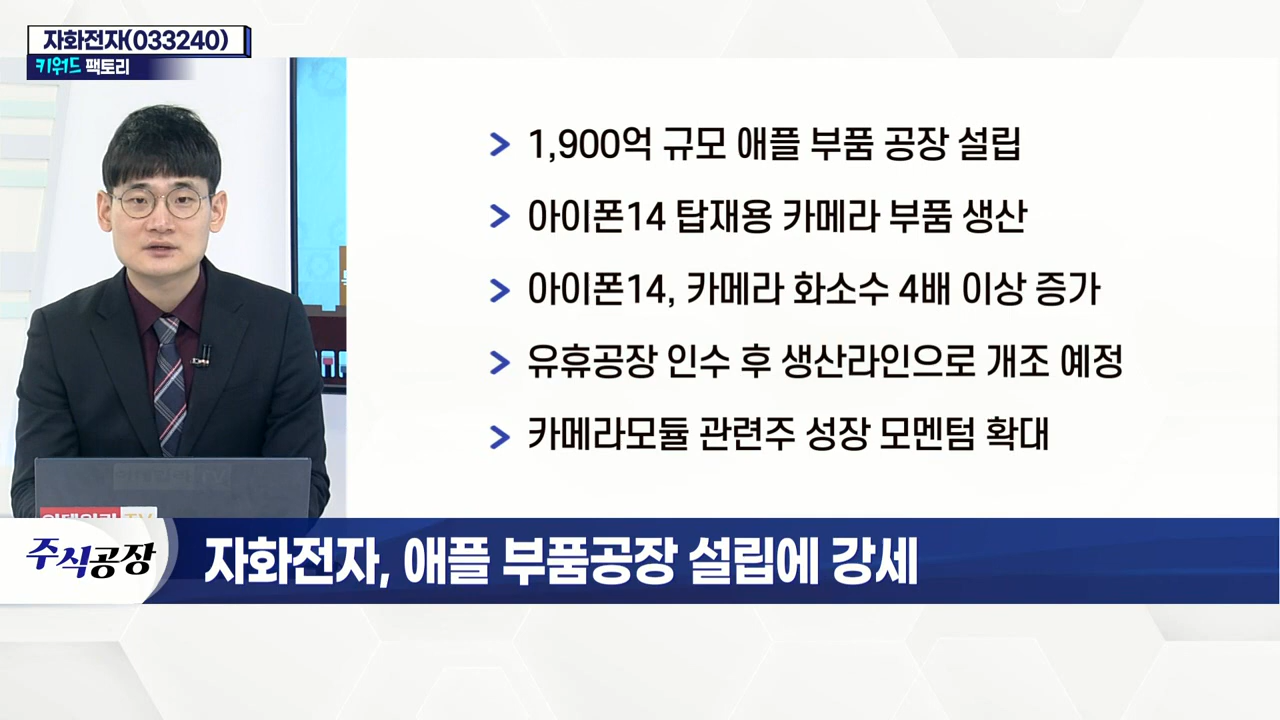 자화전자(033240)
키워드 팩토리
1,900억 규모 애플 부품 공장 설립
아이폰14 탑재용 카메라 부품 생산
아이폰14, 카메라 화소수 4배 이상 증가
유휴공장 인수 후 생산라인으로 개조 예정
카메라모듈 관련주 성장 모멘텀 확대
주식공장
자화전자, 애플 부품공장 설립에 강세